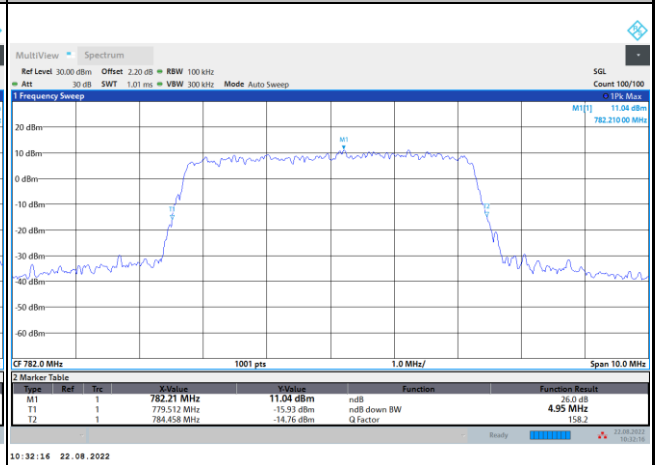 MultiView Spectrum
Ref Level 30.00 dBm Offset 2.20 dB RBW 100 kHz SGL
Att 30 dB SWT 1.01 ms VBW 300 kHz Mode Auto Sweep Count 100/100
1 Frequency Sweep 1Pk Max
M1[1] 11.04 dBm
782.210 00 MHz
20 dBm
M1
10 dBm
0 dBm
-10 dBm
T1 T2
-20 dBm
-30 dBm
-40 dBm
-50 dBm
-60 dBm
CF 782.0 MHz 1001 pts 1.0 MHz/ Span 10.0 MHz
2 Marker Table
Type Ref Trc X-Value Y-Value Function Function Result
M1 1 782.21 MHz 11.04 dBm ndB 26.0 dB
T1 1 779.512 MHz -15.93 dBm ndB down BW 4.95 MHz
T2 1 784.458 MHz -14.76 dBm Q Factor 158.2
Ready 22.08.2022
10:32:16
10:32:16 22.08.2022